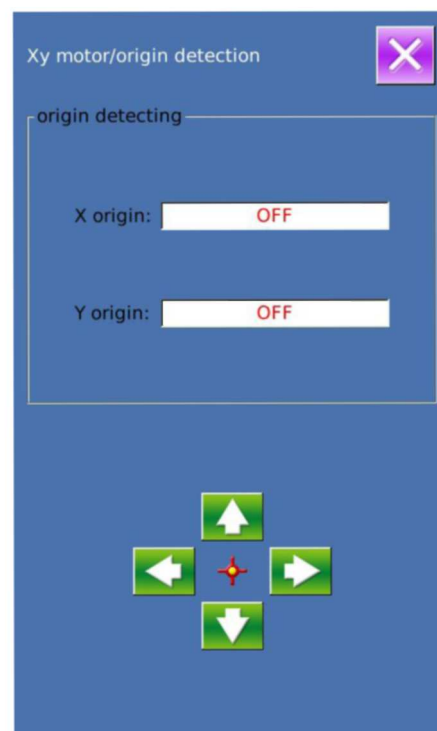 Xy motor/origin detection
origin detecting
X origin: OFF
Y origin: OFF